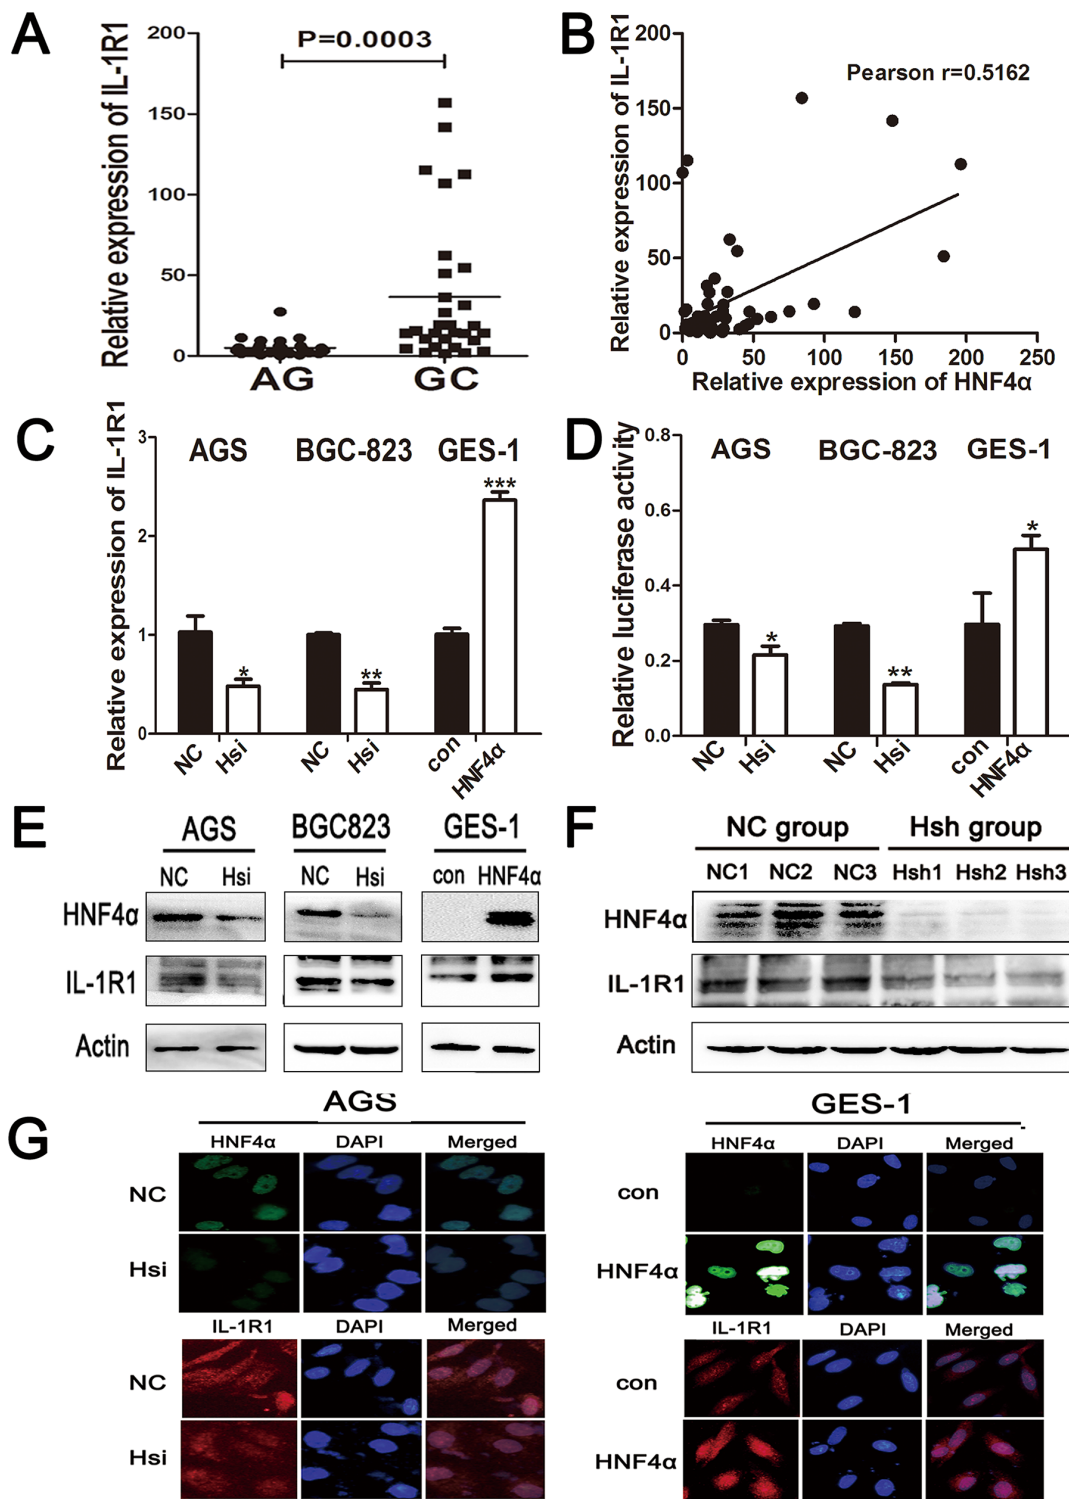 A
Relative expression of IL-1R1
200
150
100
50
0
P=0.0003
AG
GC
B
Relative expression of IL-1R1
200
150
100
50
0
Pearson r=0.5162
0
50
100
150
200
250
Relative expression of HNF4α
C
Relative expression of IL-1R1
3
2
1
0
AGS
BGC-823
GES-1
*
**
***
NC
Hsi
NC
Hsi
con
HNF4α
D
Relative luciferase activity
0.8
0.6
0.4
0.2
0.0
AGS
BGC-823
GES-1
*
**
*
NC
Hsi
NC
Hsi
con
HNF4α
E
AGS
BGC823
GES-1
NC Hsi
NC Hsi
con HNF4α
HNF4α
IL-1R1
Actin
F
NC group
Hsh group
NC1 NC2 NC3 Hsh1 Hsh2 Hsh3
HNF4α
IL-1R1
Actin
G
AGS
HNF4α DAPI Merged
NC
Hsi
IL-1R1 DAPI Merged
NC
Hsi
GES-1
HNF4α DAPI Merged
con
HNF4α
IL-1R1 DAPI Merged
con
HNF4α